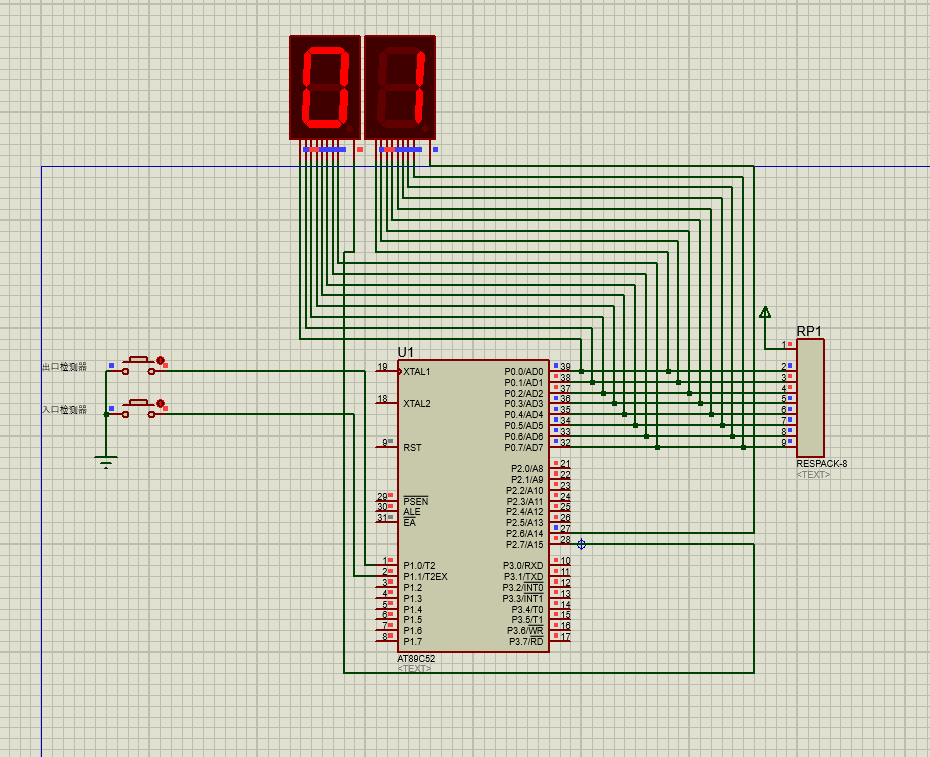 01
RP1
1
出口检测器
U1
19 XTAL1 P0.0/AD0 39 2
P0.1/AD1 38 3
P0.2/AD2 37 4
18 XTAL2 P0.3/AD3 36 5
入口检测器
P0.4/AD4 35 6
P0.5/AD5 34 7
P0.6/AD6 33 8
9 RST P0.7/AD7 32 9
RESPACK-8
<TEXT>
P2.0/A8 21
P2.1/A9 22
P2.2/A10 23
29 PSEN P2.3/A11 24
30 ALE P2.4/A12 25
31 EA P2.5/A13 26
P2.6/A14 27
P2.7/A15 28
1 P1.0/T2 P3.0/RXD 10
2 P1.1/T2EX P3.1/TXD 11
3 P1.2 P3.2/INT0 12
4 P1.3 P3.3/INT1 13
5 P1.4 P3.4/T0 14
6 P1.5 P3.5/T1 15
7 P1.6 P3.6/WR 16
8 P1.7 P3.7/RD 17
AT89C52
<TEXT>